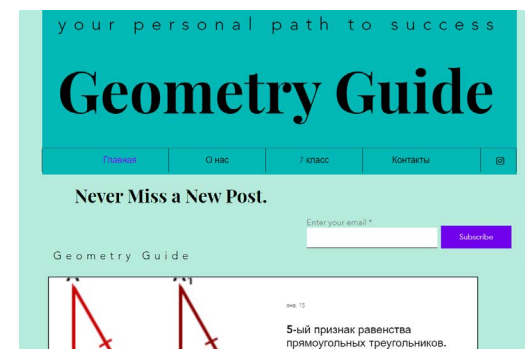 your personal path to success
Geometry Guide
Главная
О нас
7 класс
Контакты
Never Miss a New Post.
Enter your email *
Subscribe
Geometry Guide
янв. 15
5-ый признак равенства
прямоугольных треугольников.